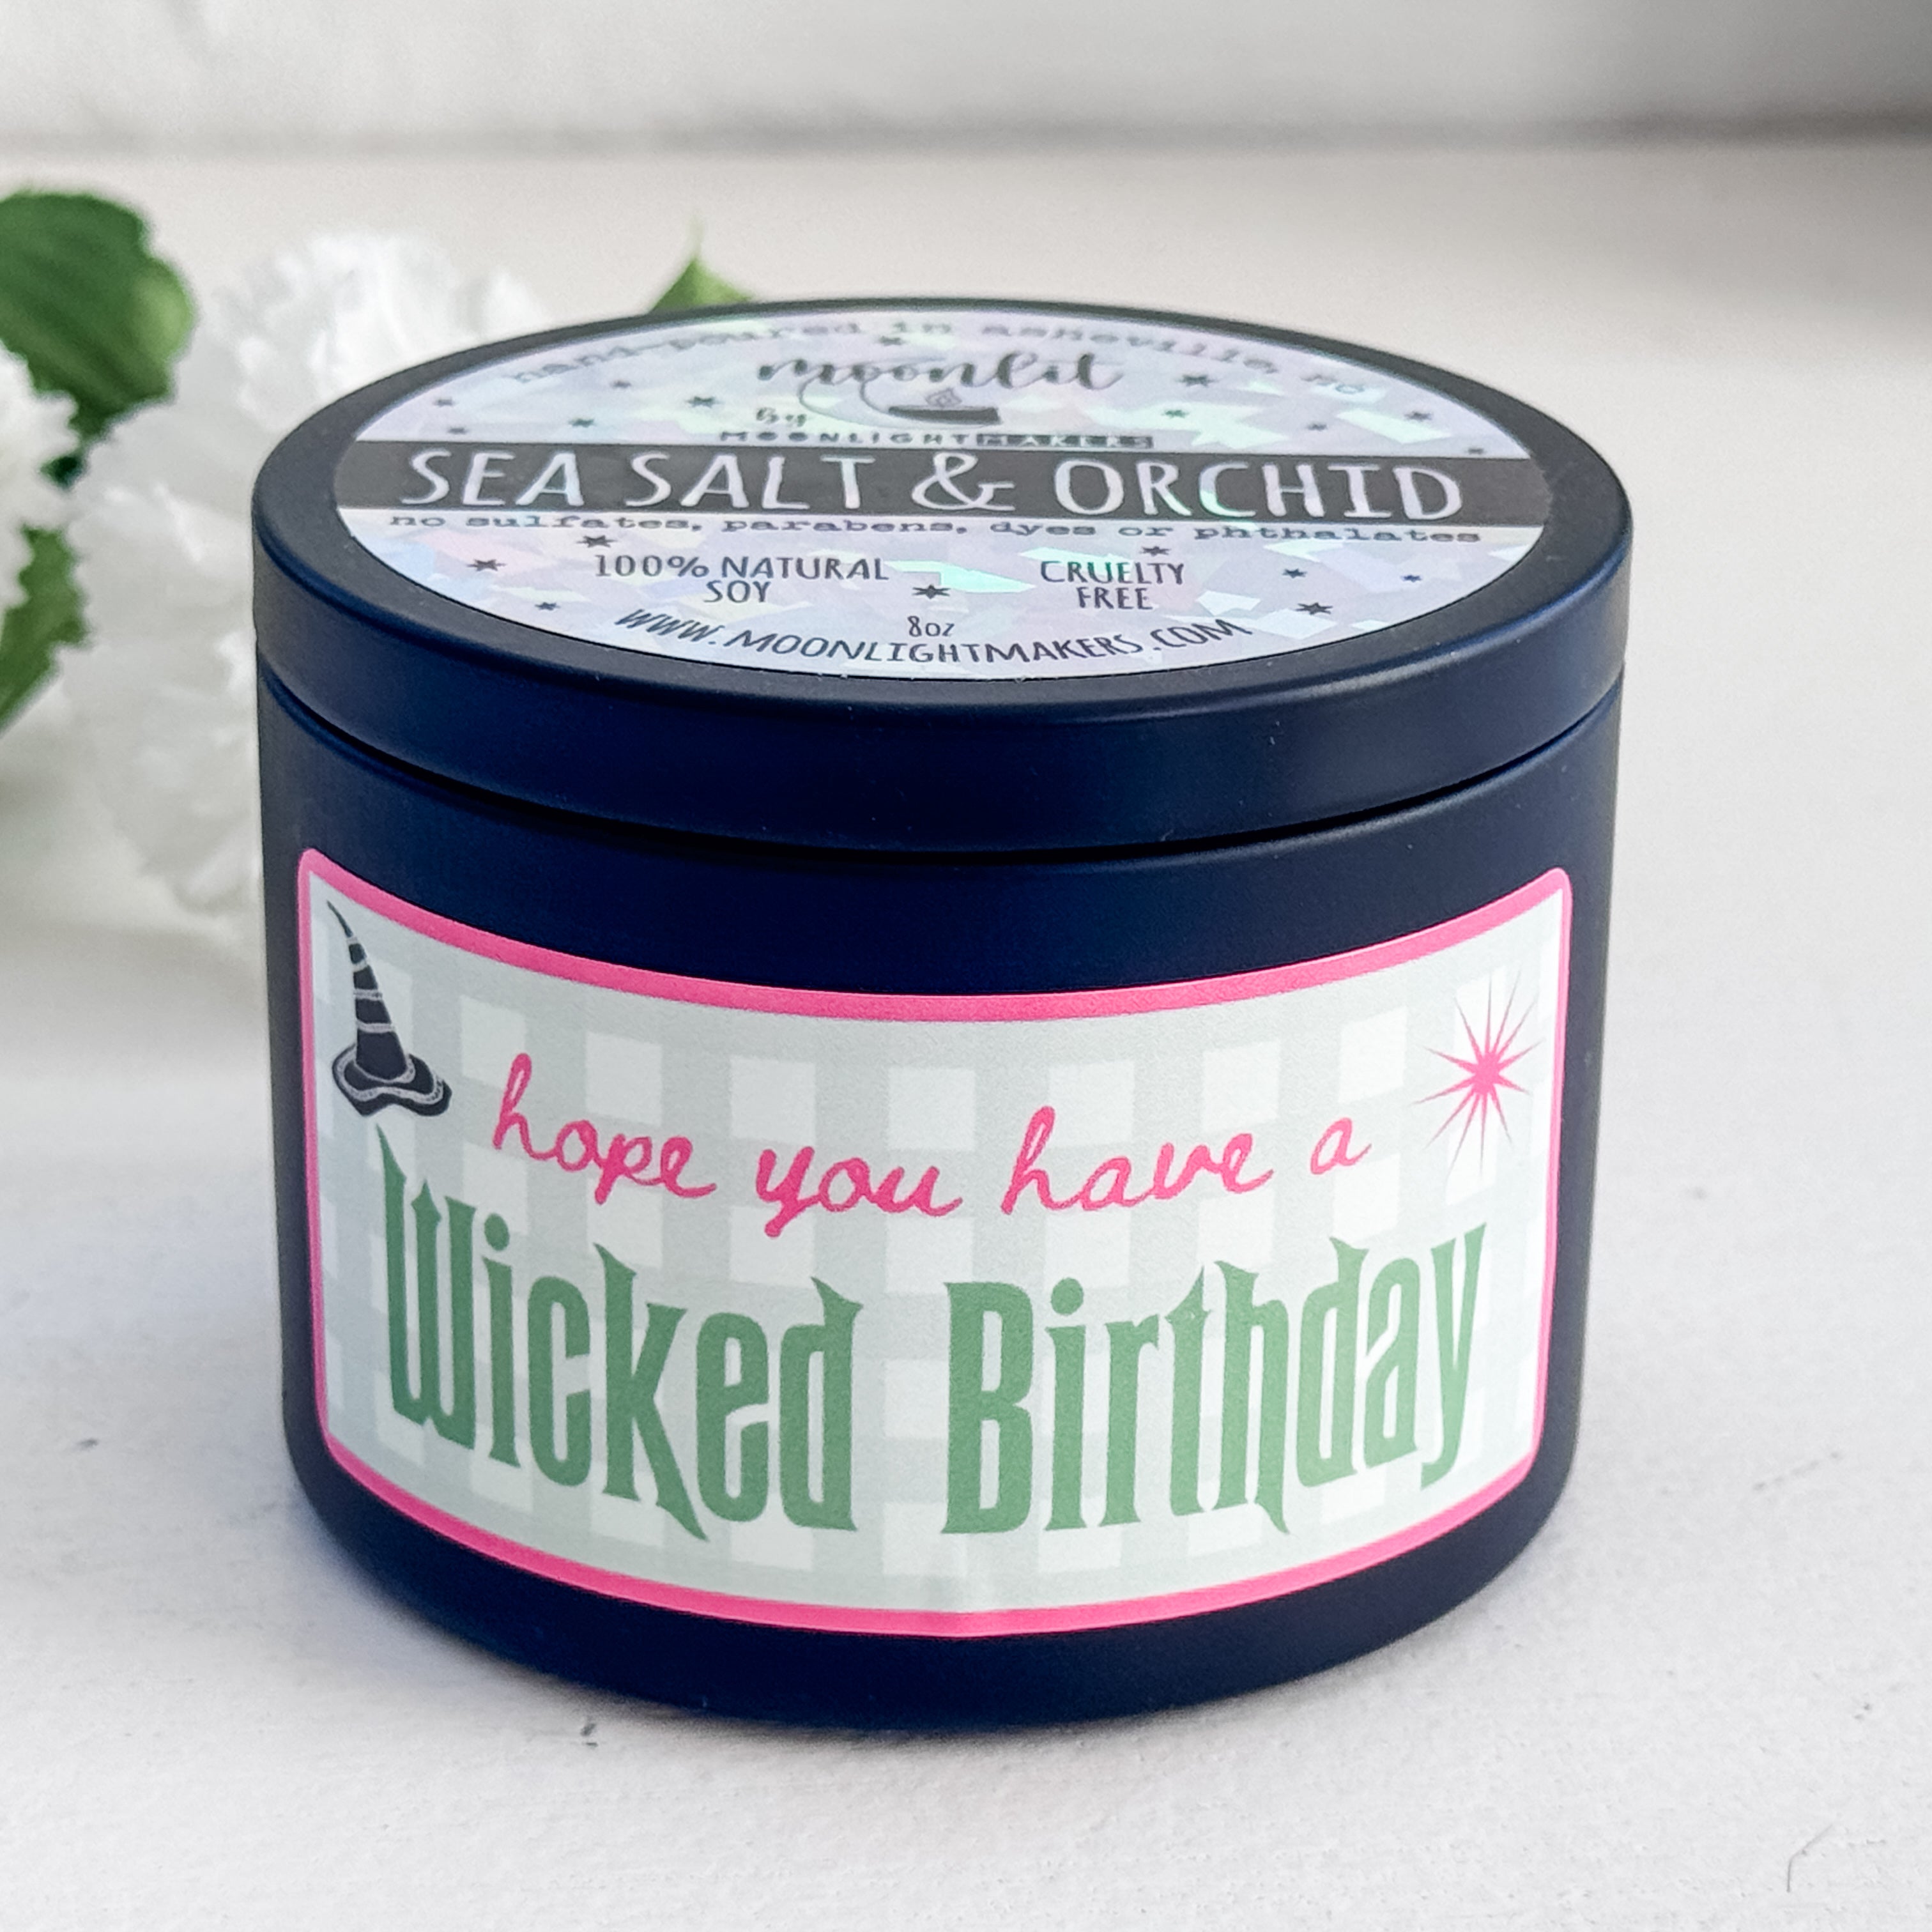 hand-poured in asheville, nc
moonlit
by
MOONLIGHTMAKERS
SEA SALT & ORCHID
no sulfates, parabens, dyes or phthalates
100% NATURAL
SOY
CRUELTY
FREE
8oz
WWW.MOONLIGHTMAKERS.COM
hope you have a
Wicked Birthday